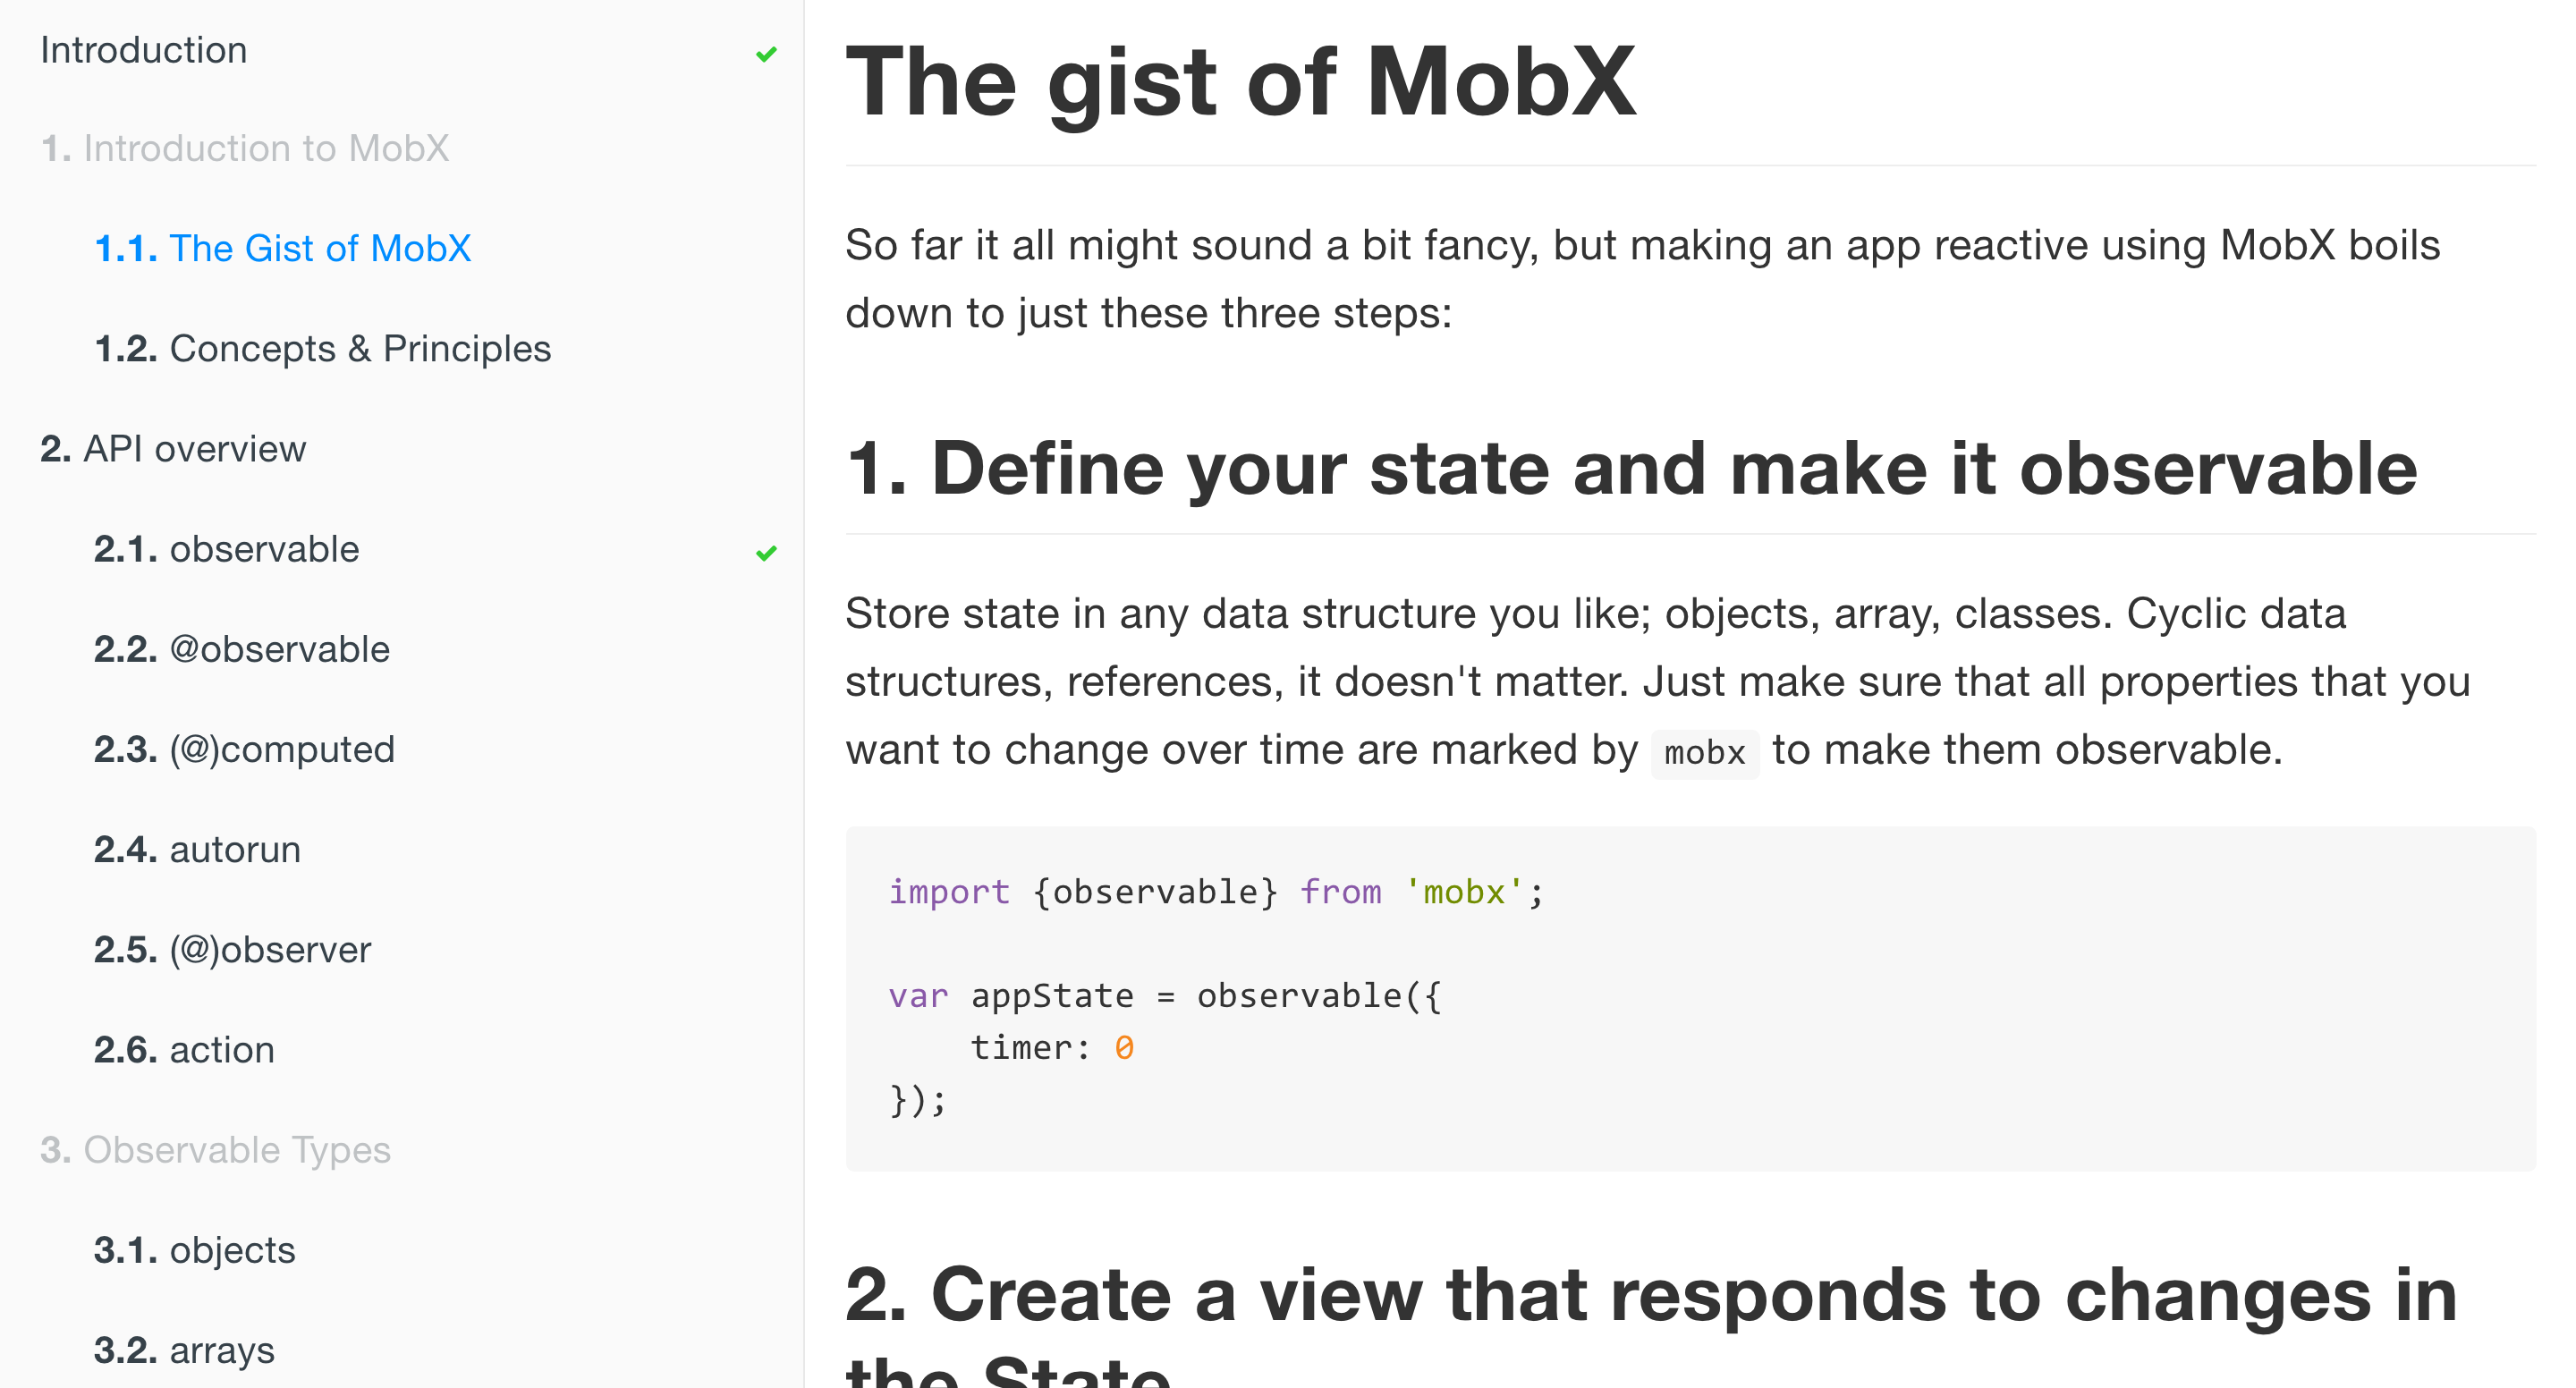 Introduction
1. Introduction to MobX
1.1. The Gist of MobX
1.2. Concepts & Principles
2. API overview
2.1. observable
2.2. @observable
2.3. (@)computed
2.4. autorun
2.5. (@)observer
2.6. action
3. Observable Types
3.1. objects
3.2. arrays
The gist of MobX
So far it all might sound a bit fancy, but making an app reactive using MobX boils
down to just these three steps:
1. Define your state and make it observable
Store state in any data structure you like; objects, array, classes. Cyclic data
structures, references, it doesn't matter. Just make sure that all properties that you
want to change over time are marked by mobx to make them observable.
import {observable} from 'mobx';
var appState = observable({
    timer: 0
});
2. Create a view that responds to changes in
the State